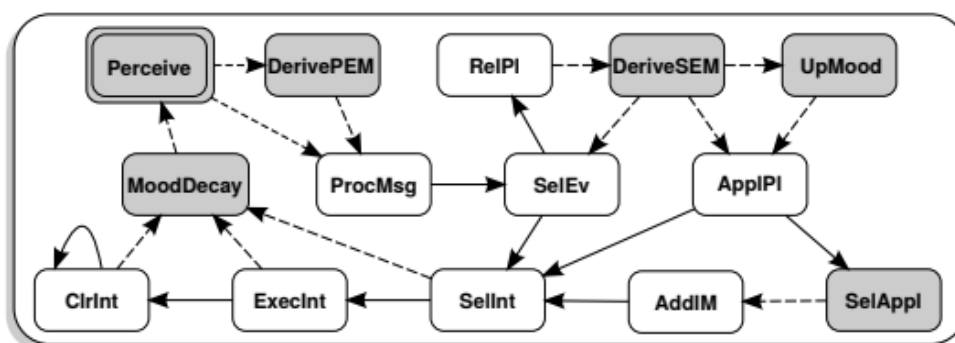 Perceive
DerivePEM
RelPl
DeriveSEM
UpMood
MoodDecay
ProcMsg
SelEv
ApplPl
ClrInt
ExecInt
SelInt
AddIM
SelAppl